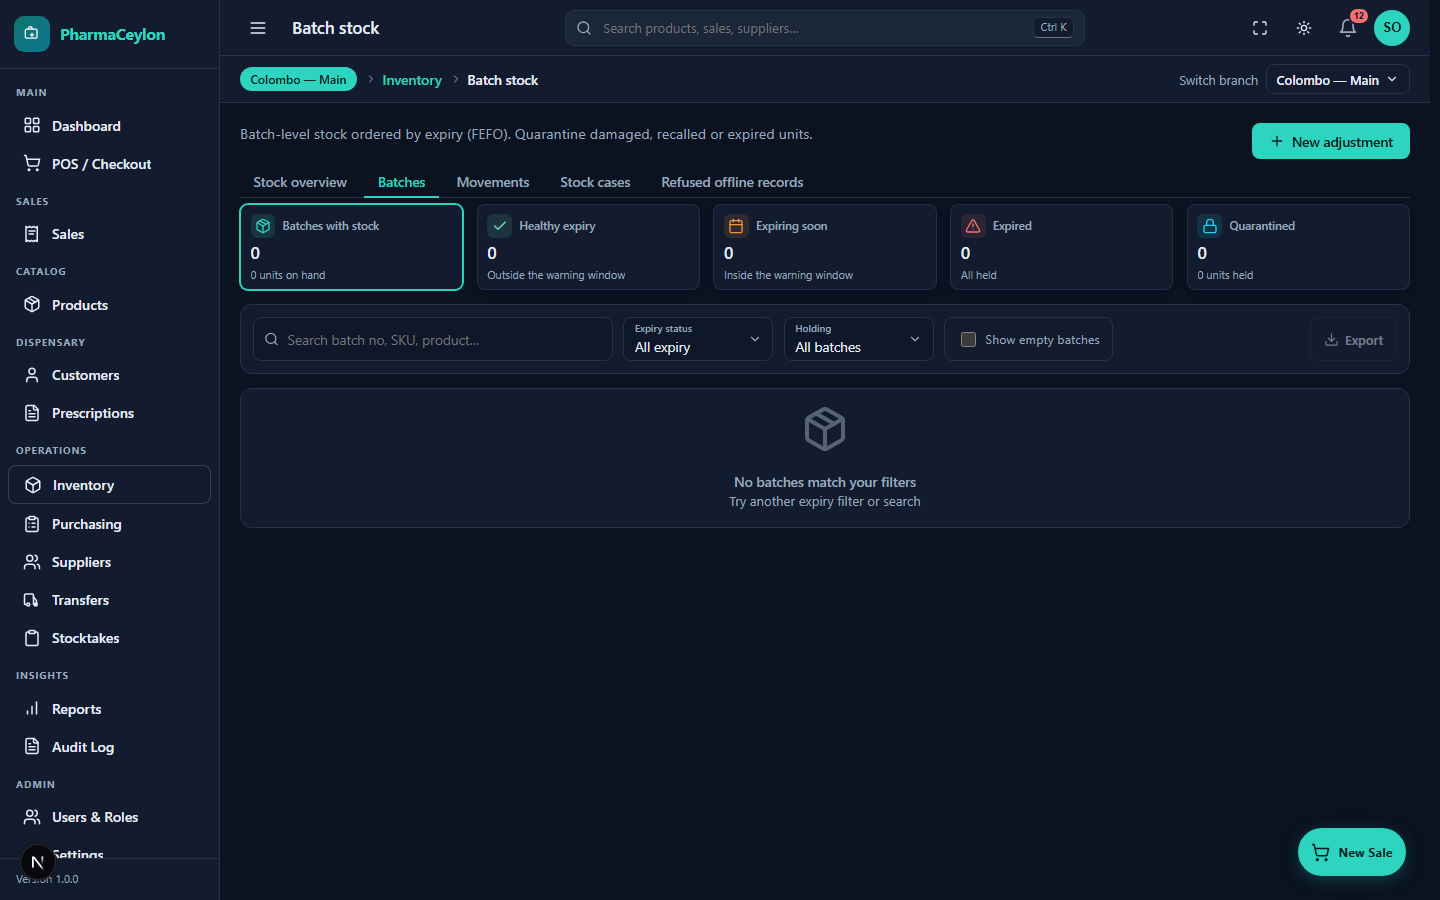 PharmaCeylon
Batch stock
Search products, sales, suppliers...
Ctrl K
12
SO
Colombo — Main
Inventory
Batch stock
Switch branch
Colombo — Main
MAIN
Dashboard
POS / Checkout
SALES
Sales
CATALOG
Products
DISPENSARY
Customers
Prescriptions
OPERATIONS
Inventory
Purchasing
Suppliers
Transfers
Stocktakes
INSIGHTS
Reports
Audit Log
ADMIN
Users & Roles
Settings
N
Version 1.0.0
Batch-level stock ordered by expiry (FEFO). Quarantine damaged, recalled or expired units.
New adjustment
Stock overview
Batches
Movements
Stock cases
Refused offline records
Batches with stock
0
0 units on hand
Healthy expiry
0
Outside the warning window
Expiring soon
0
Inside the warning window
Expired
0
All held
Quarantined
0
0 units held
Search batch no, SKU, product...
Expiry status
All expiry
Holding
All batches
Show empty batches
Export
No batches match your filters
Try another expiry filter or search
New Sale